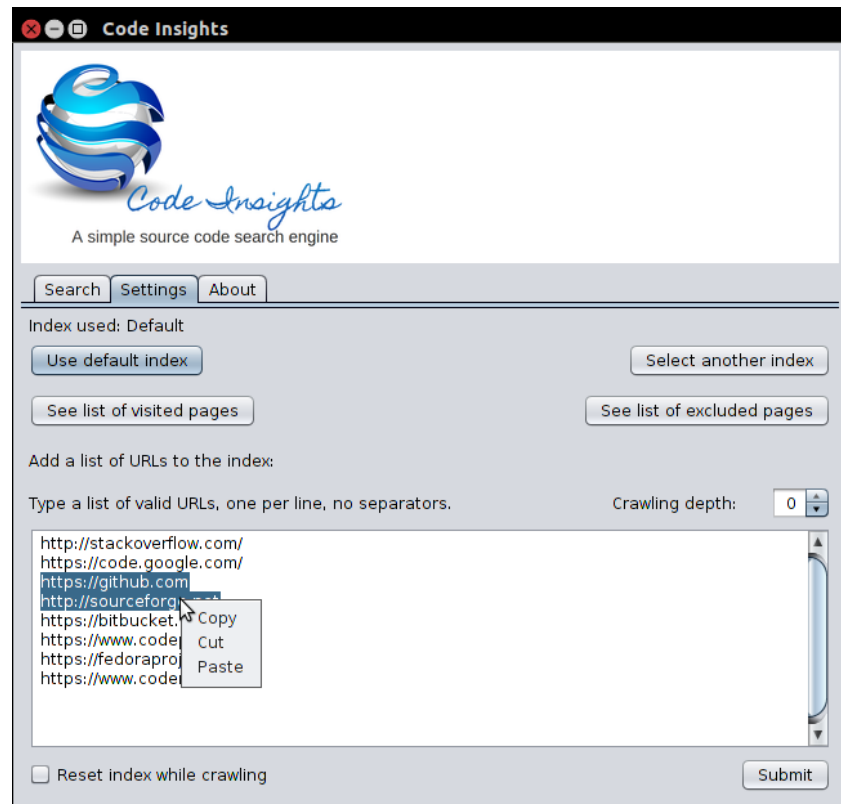 Code Insights
Code Insights
A simple source code search engine
Search Settings About
Index used: Default
Use default index Select another index
See list of visited pages See list of excluded pages
Add a list of URLs to the index:
Type a list of valid URLs, one per line, no separators. Crawling depth: 0
http://stackoverflow.com/
https://code.google.com/
https://github.com
http://sourceforge.net
https://bitbucket. Copy
https://www.codep Cut
https://fedoraproj Paste
https://www.code
Reset index while crawling Submit